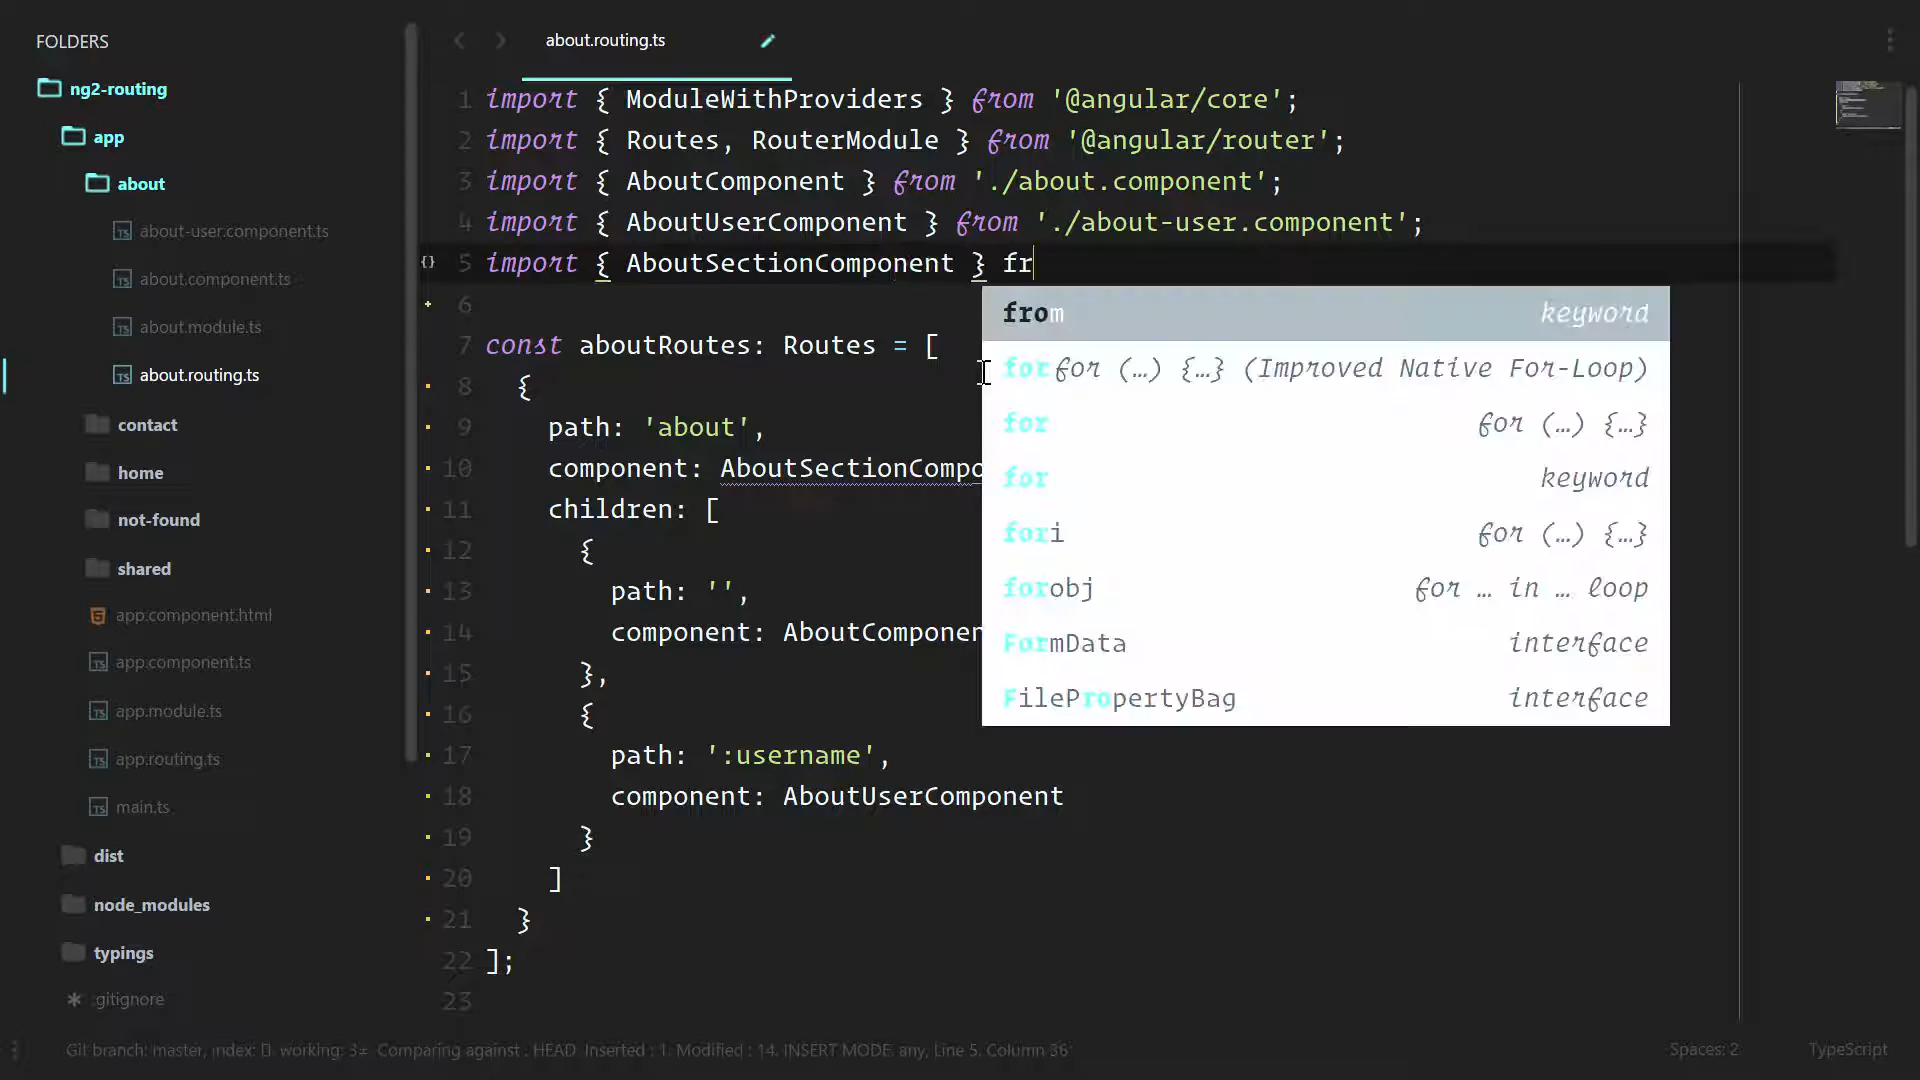 FOLDERS
ng2-routing
app
about
about-user.component.ts
about.component.ts
about.module.ts
about.routing.ts
contact
home
not-found
shared
app.component.html
app.component.ts
app.module.ts
app.routing.ts
main.ts
dist
node_modules
typings
.gitignore
about.routing.ts
1 import { ModuleWithProviders } from '@angular/core';
2 import { Routes, RouterModule } from '@angular/router';
3 import { AboutComponent } from './about.component';
4 import { AboutUserComponent } from './about-user.component';
{} 5 import { AboutSectionComponent } fr
6
7 const aboutRoutes: Routes = [
8 {
9 path: 'about',
10 component: AboutSectionCompo
11 children: [
12 {
13 path: '',
14 component: AboutComponen
15 },
16 {
17 path: ':username',
18 component: AboutUserComponent
19 }
20 ]
21 }
22 ];
23
from keyword
for for (…) {…} (Improved Native For-Loop)
for for (…) {…}
for keyword
fori for (…) {…}
forobj for … in … loop
FormData interface
FilePropertyBag interface
Git branch: master, index: , working: 3±, Comparing against : HEAD, Inserted : 1, Modified : 14, INSERT MODE, any, Line 5, Column 36
Spaces: 2
TypeScript